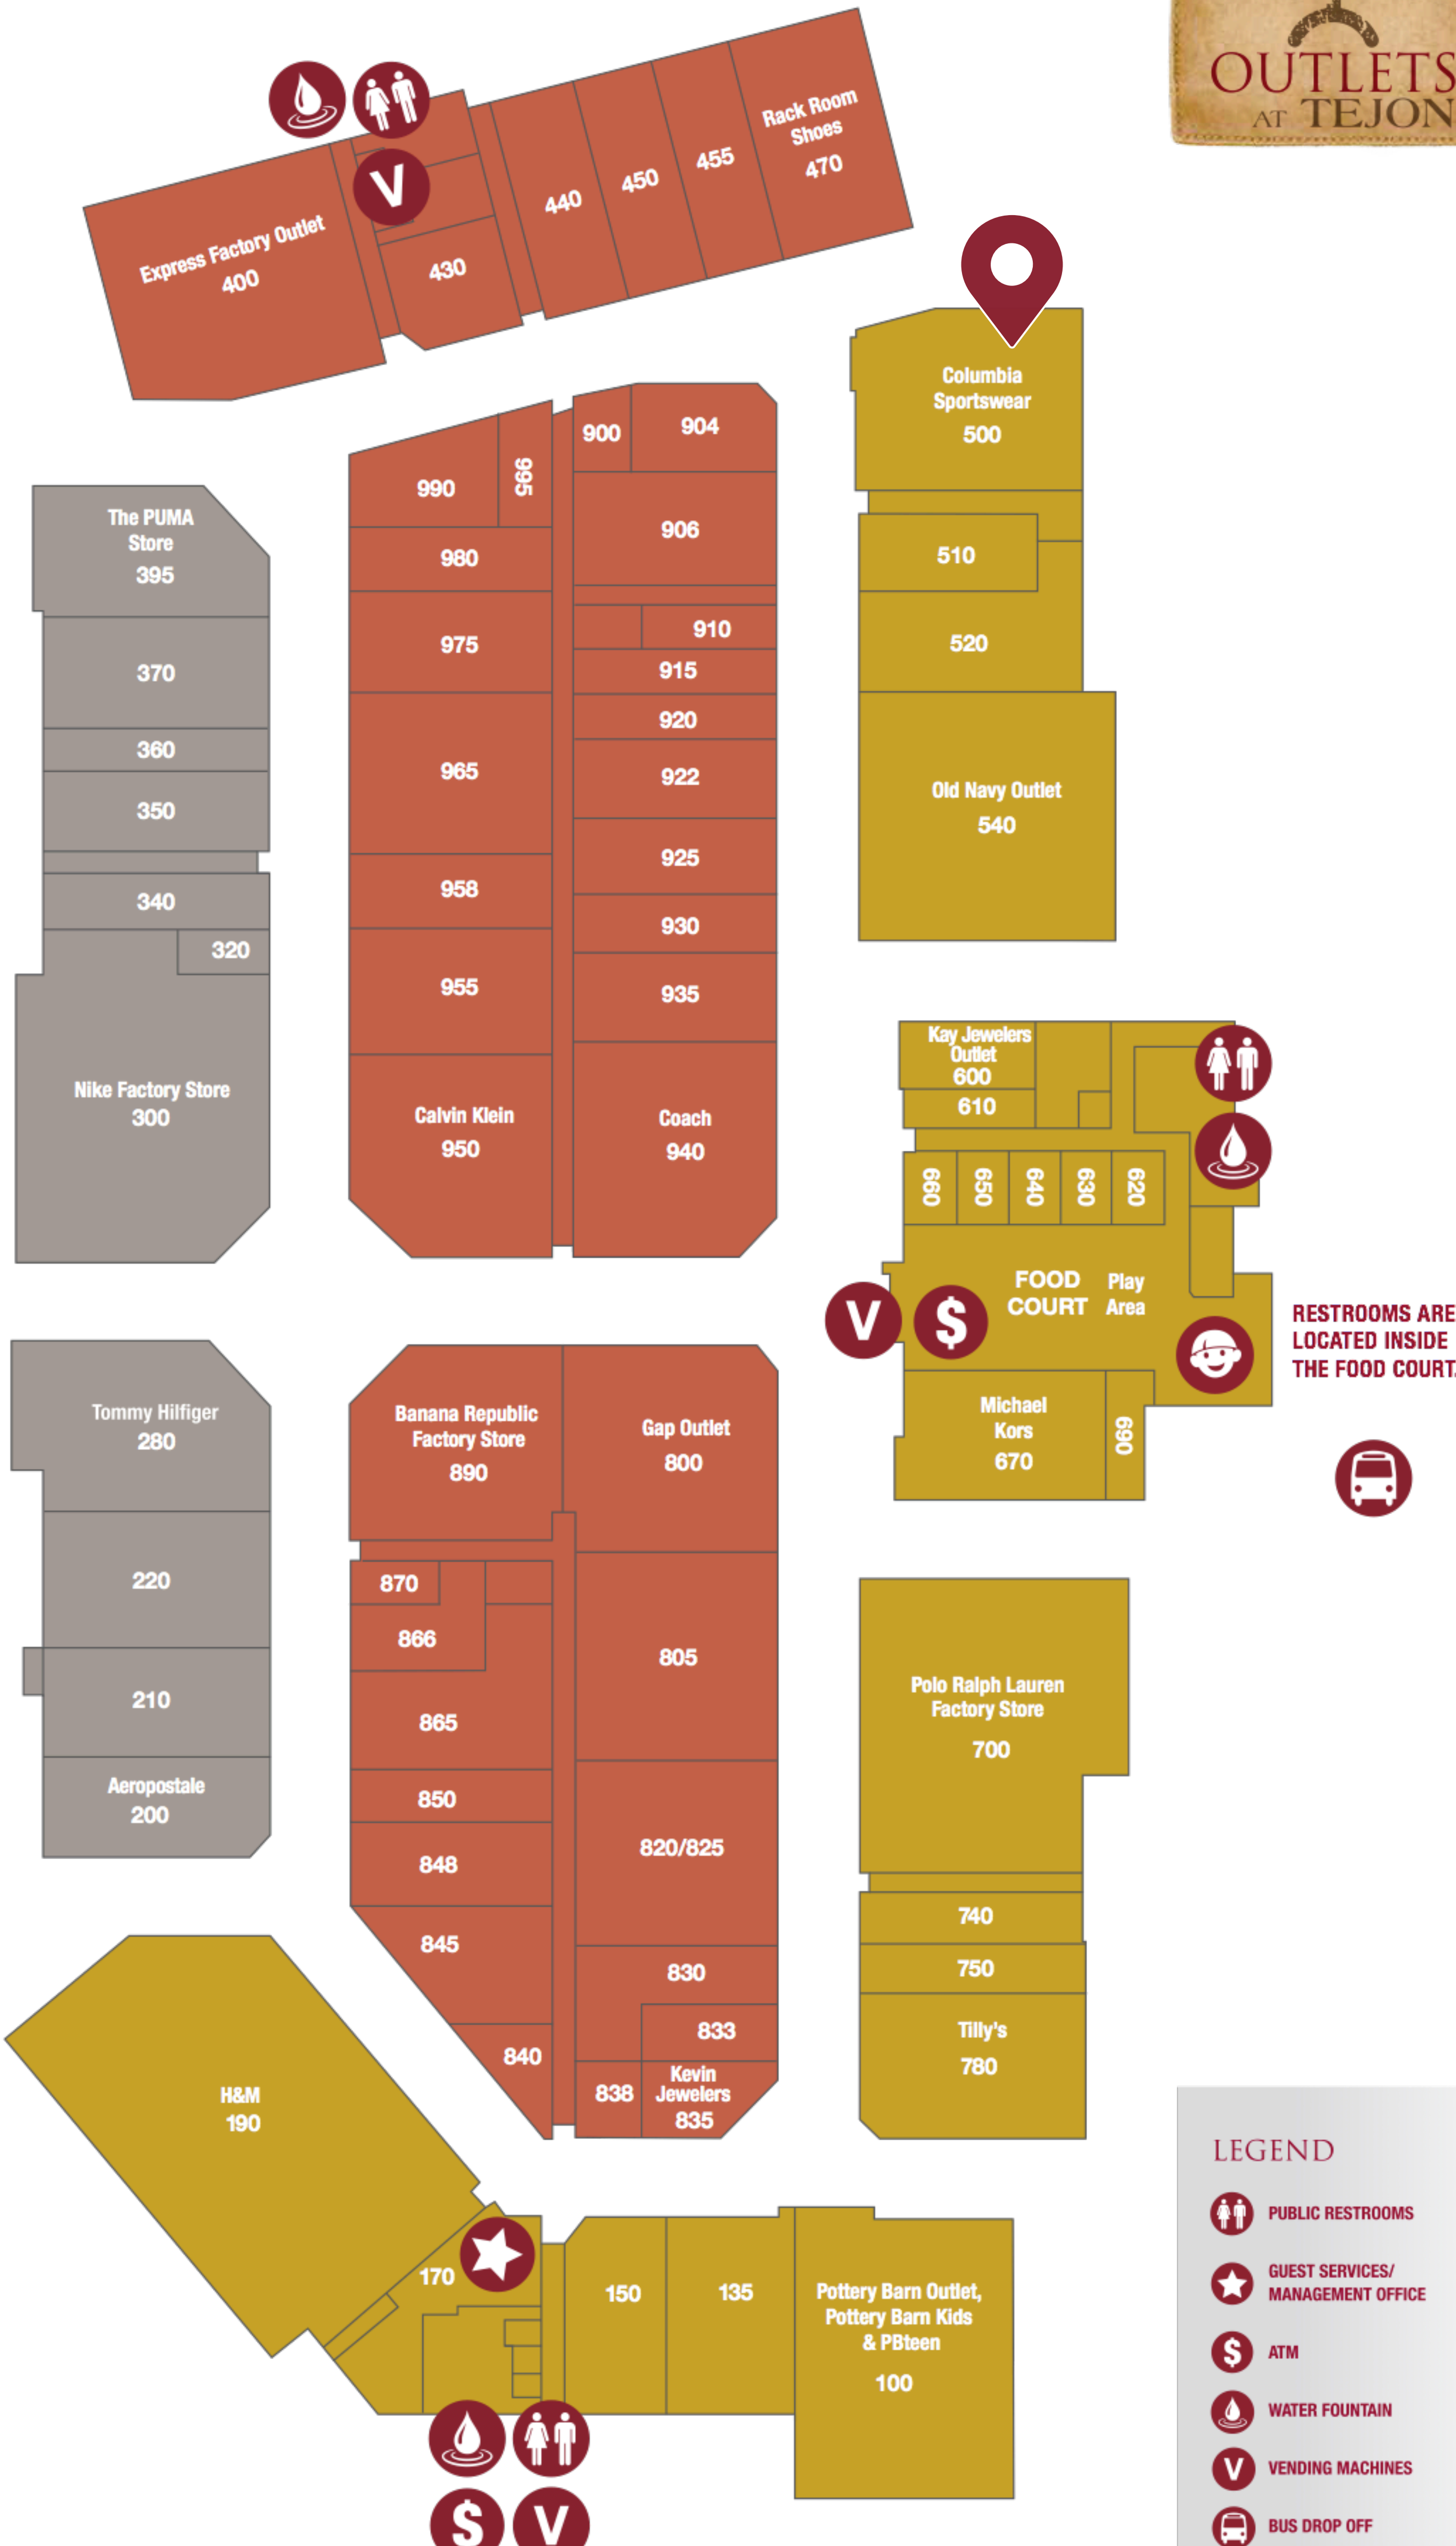 OUTLETS
AT TEJON
Rack Room
Shoes
470
455
450
440
V
430
Express Factory Outlet
400
Columbia
Sportswear
500
510
520
Old Navy Outlet
540
900
904
906
910
915
920
922
925
930
935
Coach
940
990
995
980
975
965
958
955
Calvin Klein
950
The PUMA
Store
395
370
360
350
340
320
Nike Factory Store
300
Kay Jewelers
Outlet
600
610
660
650
640
630
620
FOOD
COURT
Play
Area
V
$
RESTROOMS ARE
LOCATED INSIDE
THE FOOD COURT.
Michael
Kors
670
690
Tommy Hilfiger
280
220
210
Aeropostale
200
Banana Republic
Factory Store
890
Gap Outlet
800
870
866
865
850
848
845
840
805
820/825
830
833
838
Kevin
Jewelers
835
Polo Ralph Lauren
Factory Store
700
740
750
Tilly's
780
H&M
190
170
150
135
Pottery Barn Outlet,
Pottery Barn Kids
& PBteen
100
$
V
LEGEND
PUBLIC RESTROOMS
GUEST SERVICES/
MANAGEMENT OFFICE
$ ATM
WATER FOUNTAIN
V VENDING MACHINES
BUS DROP OFF